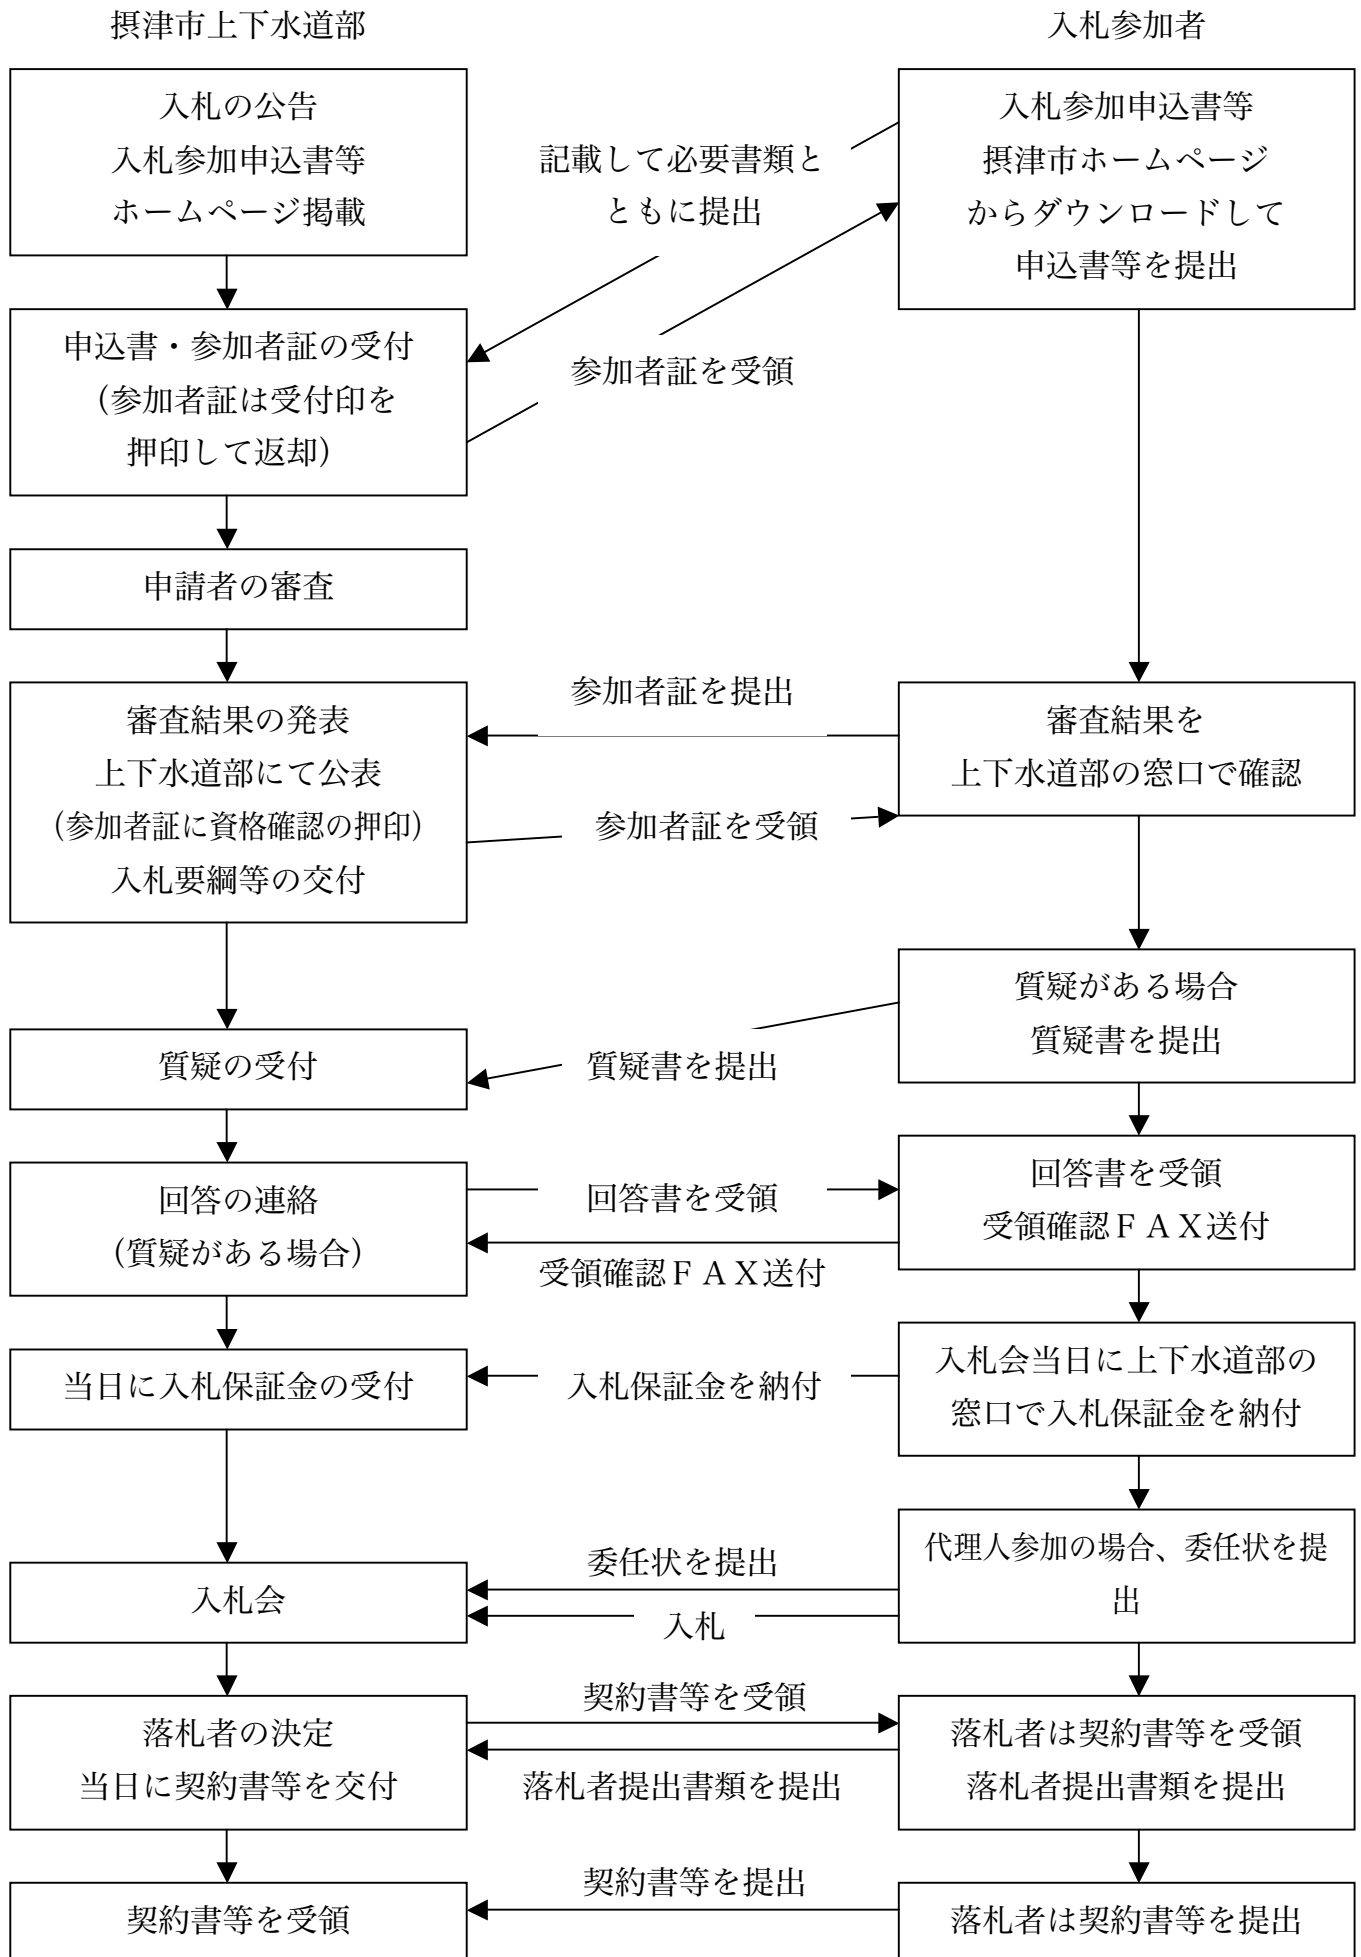 摂津市上下水道部
入札参加者
入札の公告
入札参加申込書等
ホームページ掲載
記載して必要書類と
ともに提出
入札参加申込書等
摂津市ホームページ
からダウンロードして
申込書等を提出
申込書・参加者証の受付
（参加者証は受付印を
押印して返却）
参加者証を受領
申請者の審査
審査結果の発表
上下水道部にて公表
（参加者証に資格確認の押印）
入札要綱等の交付
参加者証を提出
参加者証を受領
審査結果を
上下水道部の窓口で確認
質疑がある場合
質疑書を提出
質疑の受付
質疑書を提出
回答の連絡
（質疑がある場合）
回答書を受領
受領確認ＦＡＸ送付
回答書を受領
受領確認ＦＡＸ送付
当日に入札保証金の受付
入札保証金を納付
入札会当日に上下水道部の
窓口で入札保証金を納付
入札会
委任状を提出
入札
代理人参加の場合、委任状を提
出
落札者の決定
当日に契約書等を交付
契約書等を受領
落札者提出書類を提出
落札者は契約書等を受領
落札者提出書類を提出
契約書等を受領
契約書等を提出
落札者は契約書等を提出